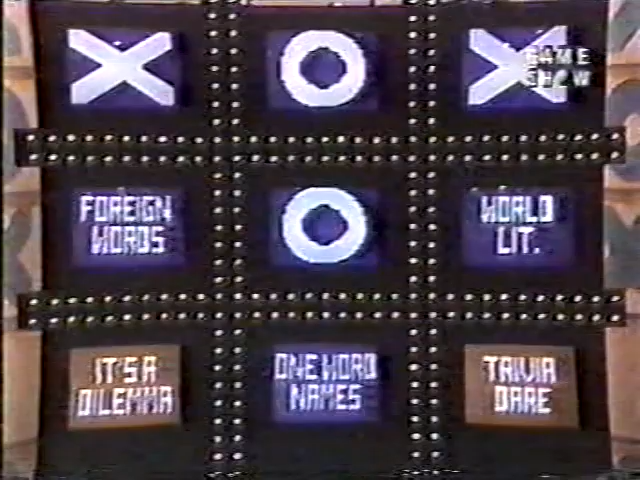 X O X
GAME
SHOW
FOREIGN
WORDS
O
WORLD
LIT.
IT'S A
DILEMMA
ONE WORD
NAMES
TRIVIA
DARE